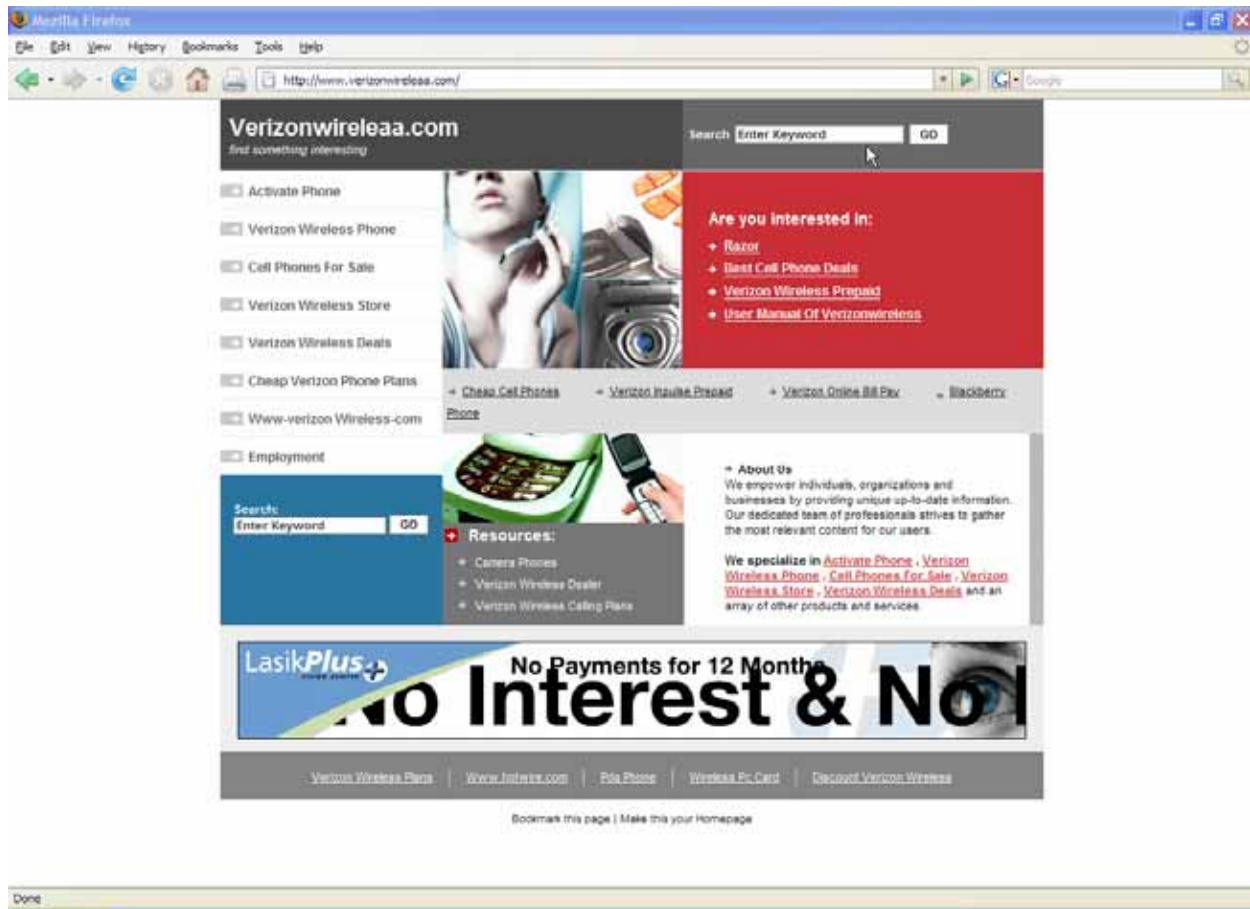 Mozilla Firefox
File Edit View History Bookmarks Tools Help
http://www.verizonwireleaa.com/
Google
Verizonwireleaa.com
find something interesting
Search Enter Keyword GO
Activate Phone
Verizon Wireless Phone
Cell Phones For Sale
Verizon Wireless Store
Verizon Wireless Deals
Cheap Verizon Phone Plans
Www-verizon Wireless-com
Employment
Are you interested in:
Razor
Best Cell Phone Deals
Verizon Wireless Prepaid
User Manual Of Verizonwireless
Cheap Cell Phones Verizon Inpulse Prepaid Verizon Online Bill Pay Blackberry
Phone
Search:
Enter Keyword GO
Resources:
Camera Phones
Verizon Wireless Dealer
Verizon Wireless Calling Plans
About Us
We empower individuals, organizations and
businesses by providing unique up-to-date information.
Our dedicated team of professionals strives to gather
the most relevant content for our users.
We specialize in Activate Phone , Verizon
Wireless Phone , Cell Phones For Sale , Verizon
Wireless Store , Verizon Wireless Deals and an
array of other products and services.
LasikPlus
No Payments for 12 Months
No Interest & No I
Verizon Wireless Plans | Www.hotwire.com | Pda Phone | Wireless Pc Card | Discount Verizon Wireless
Bookmark this page | Make this your Homepage
Done